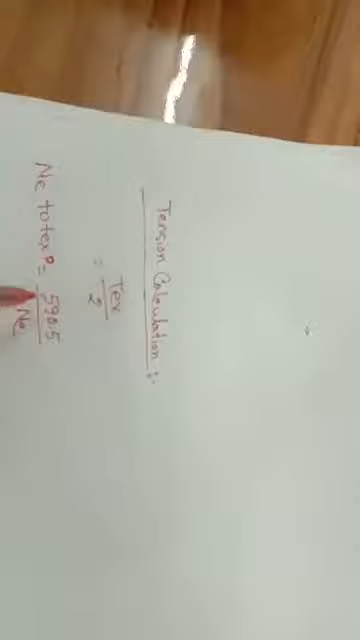 Tension Calculation :-
= Tex / 2
Ne to tex = 590.5 / Ne